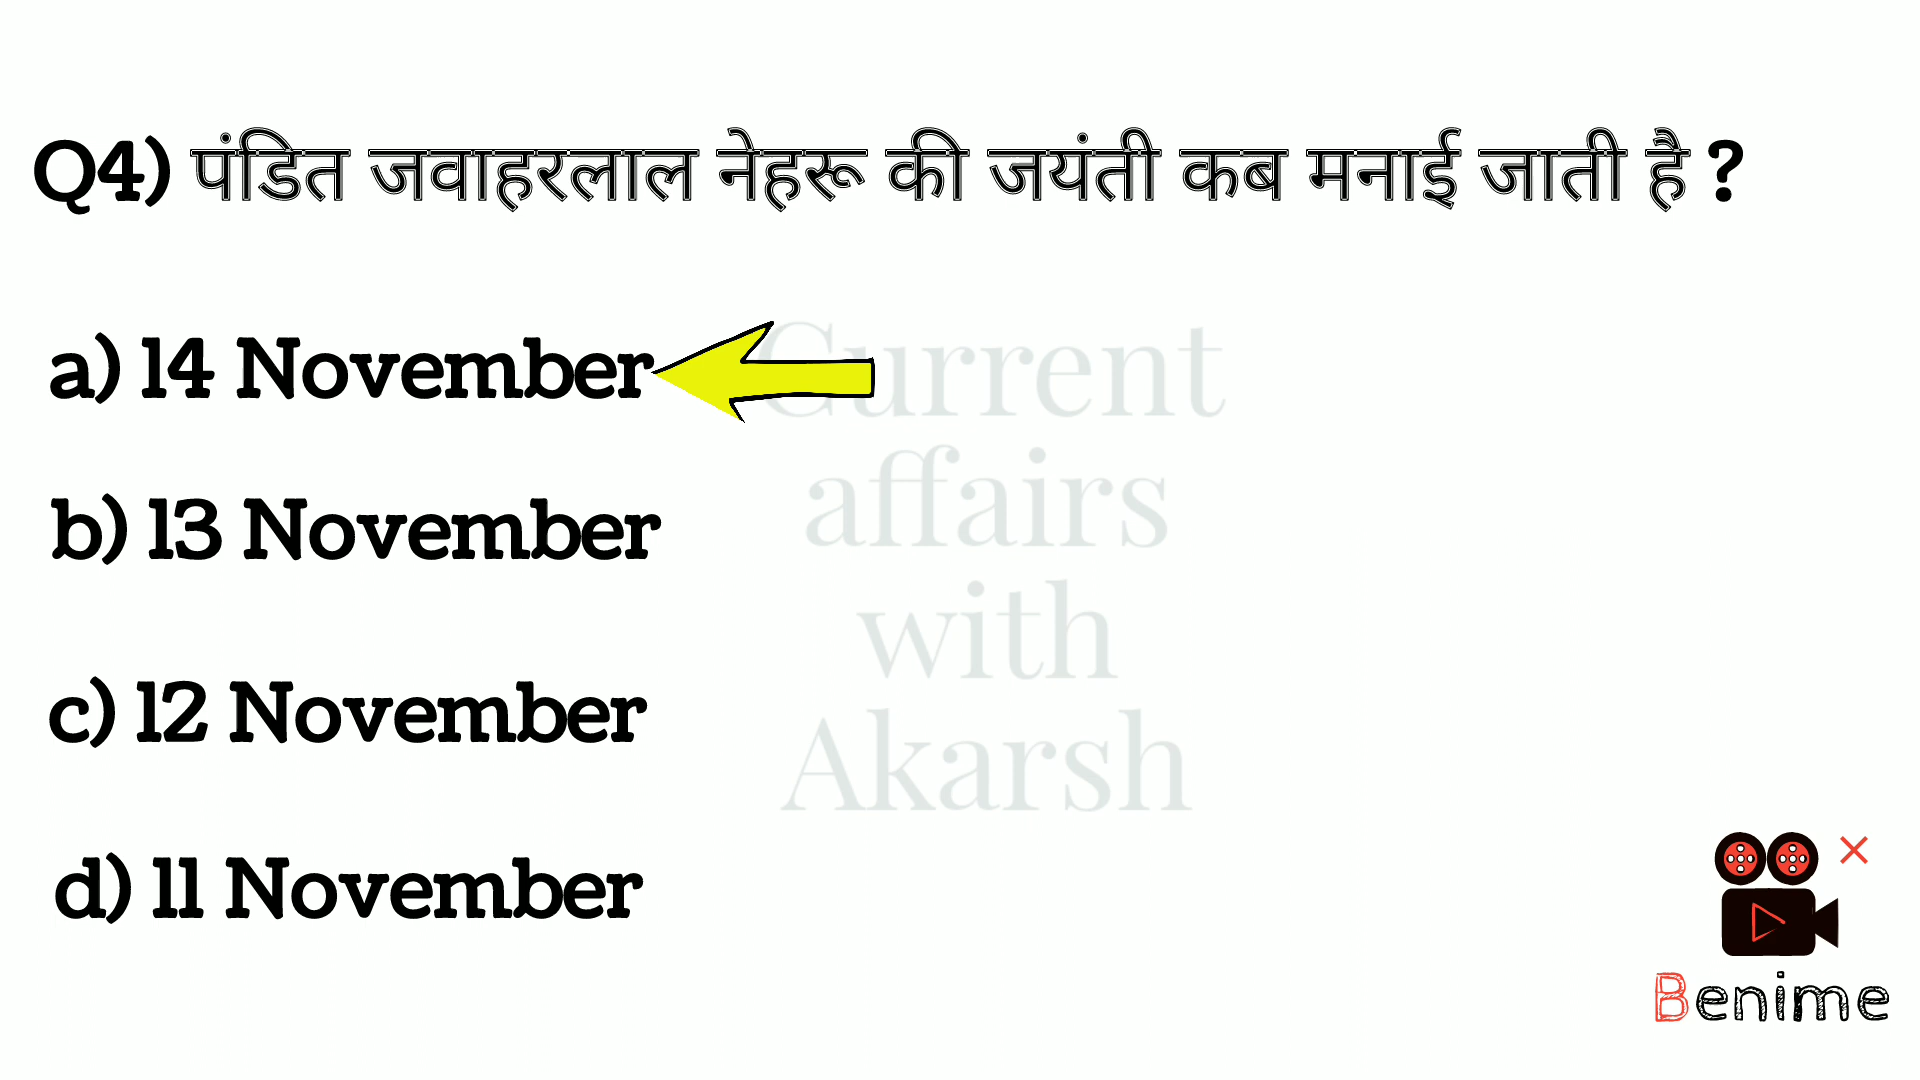 Q4) पंडित जवाहरलाल नेहरू की जयंती कब मनाई जाती है ?
a) 14 November
b) 13 November
c) 12 November
d) 11 November
Current
affairs
with
Akarsh
Benime